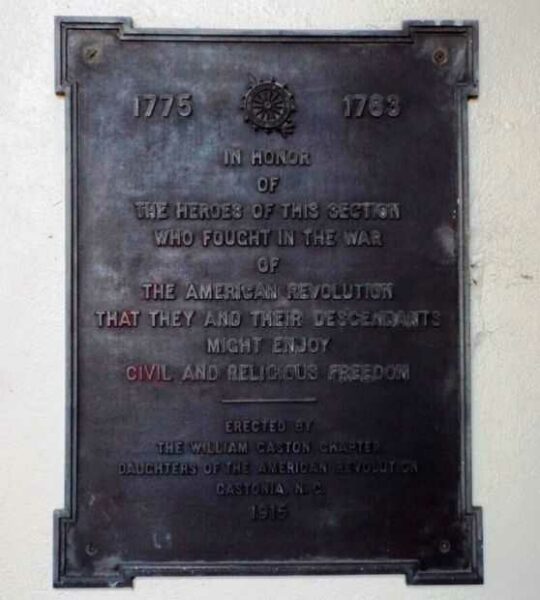 1775 1783
IN HONOR
OF
THE HEROES OF THIS SECTION
WHO FOUGHT IN THE WAR
OF
THE AMERICAN REVOLUTION
THAT THEY AND THEIR DESCENDANTS
MIGHT ENJOY
CIVIL AND RELIGIOUS FREEDOM
ERECTED BY
THE WILLIAM GASTON CHAPTER
DAUGHTERS OF THE AMERICAN REVOLUTION
GASTONIA, N. C.
1915